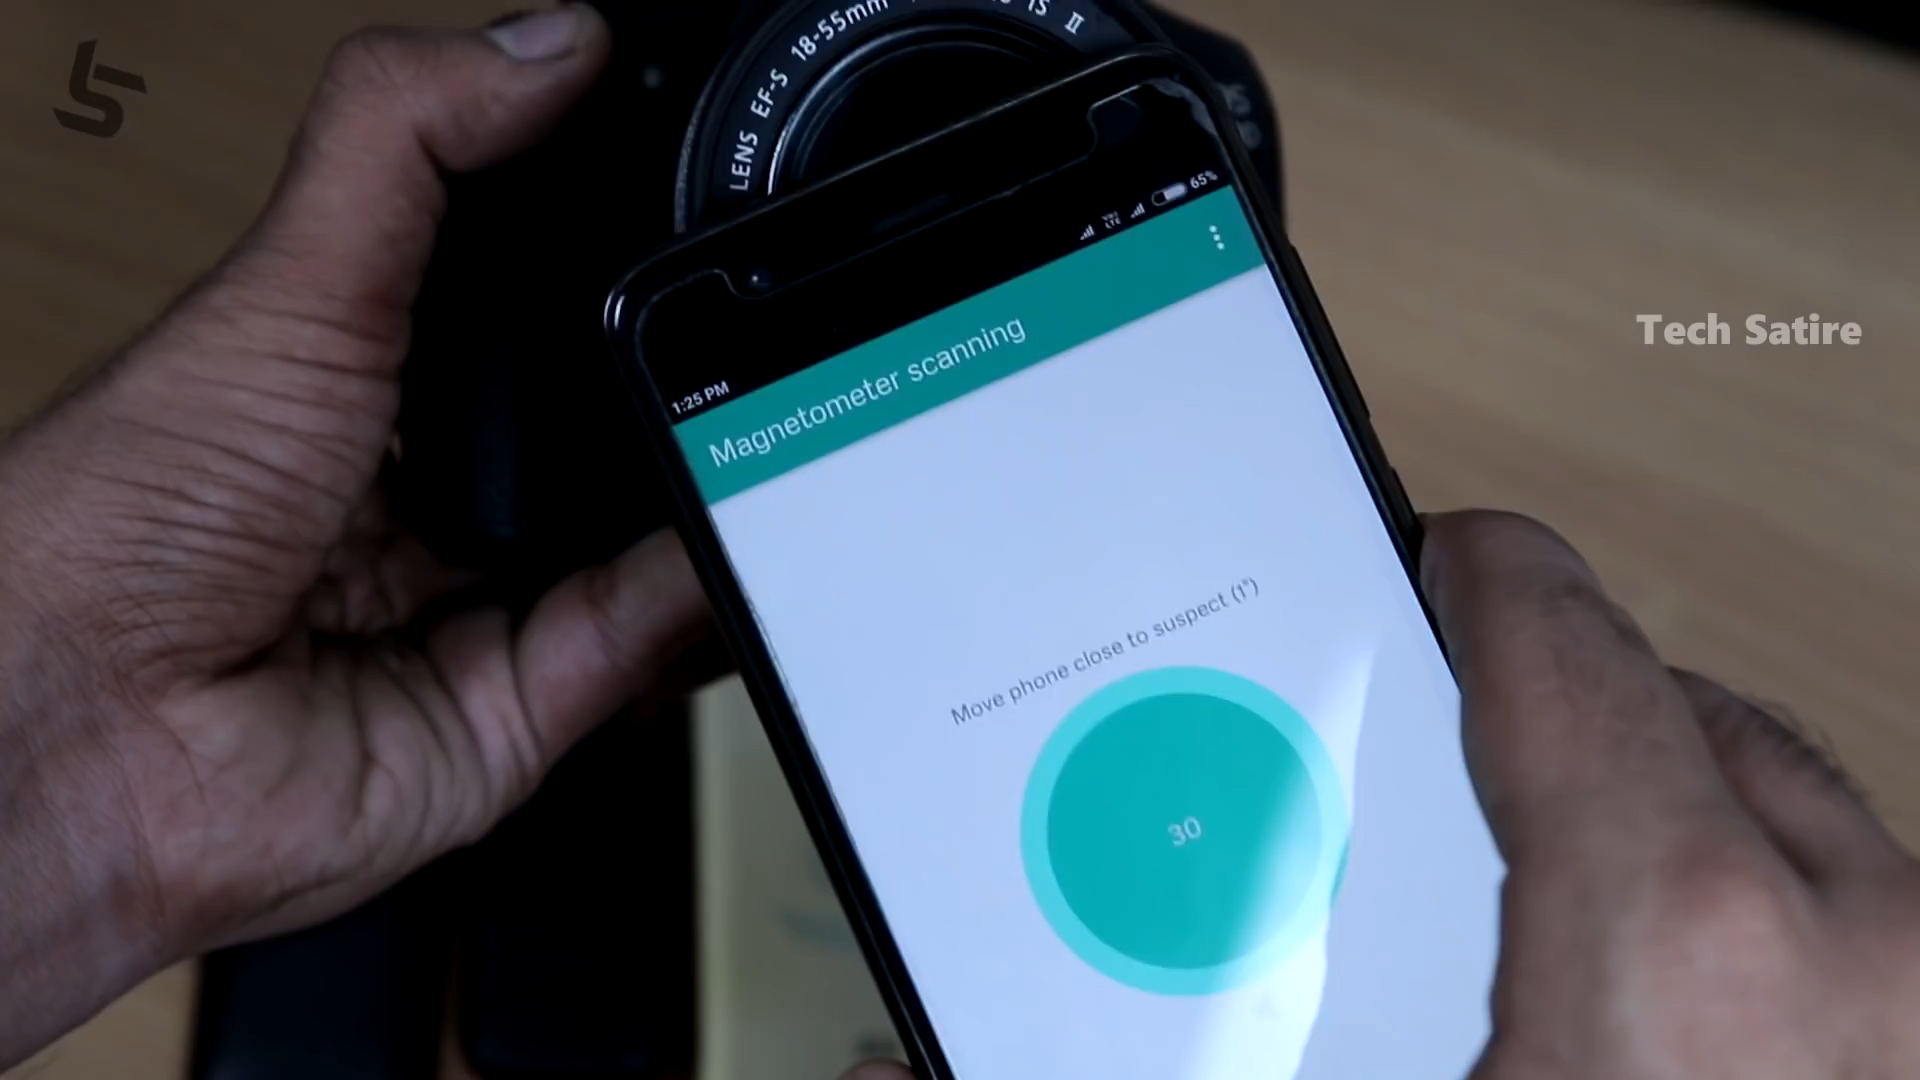 LENS EF-S 18-55mm
IS II
65%
VoLTE
1:25 PM
Magnetometer scanning
Tech Satire
Move phone close to suspect (1")
30